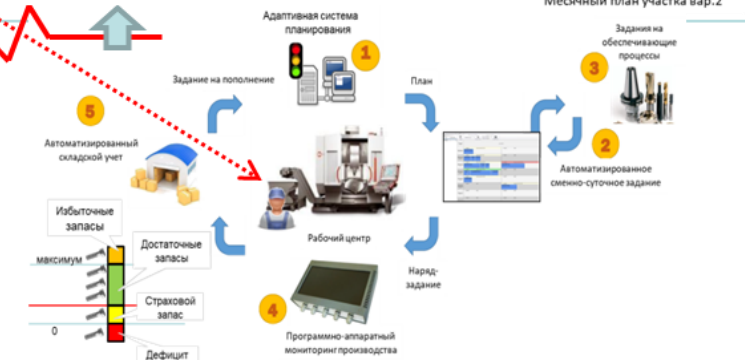 Месячный план участка вар.2
Адаптивная система
планирования
1
Задания на
обеспечивающие
процессы
3
Задание на пополнение
План
5
Автоматизированный
складской учет
2
Автоматизированное
сменно-суточное задание
Избыточные
запасы
Достаточные
запасы
максимум
Рабочий центр
Наряд-
задание
Страховой
запас
4
0
Программно-аппаратный
мониторинг производства
Дефицит